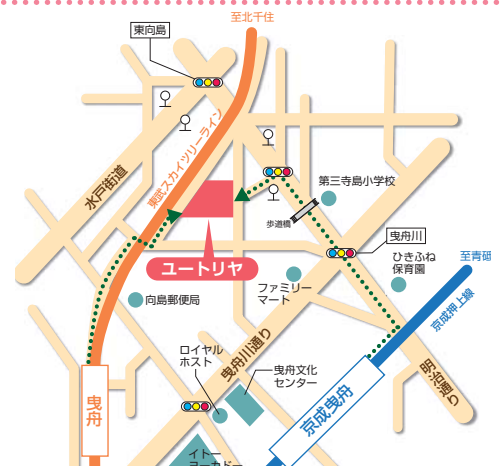 至北千住
東向島
水戸街道
東武スカイツリーライン
第三寺島小学校
歩道橋
曳舟川
ひきふね
保育園
至青砥
ユートリヤ
ファミリー
マート
向島郵便局
京成押上線
曳舟川通り
明治通り
ロイヤル
ホスト
曳舟文化
センター
曳舟
京成曳舟
イトー
ヨーカドー